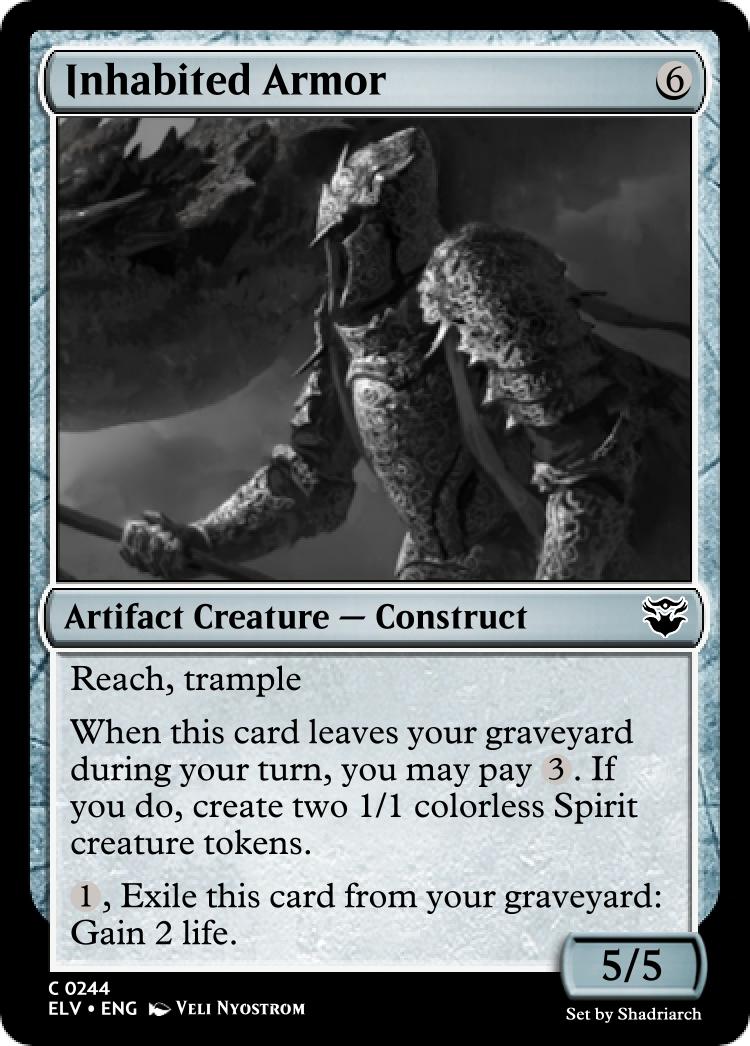 Inhabited Armor 6
Artifact Creature — Construct
Reach, trample
When this card leaves your graveyard
during your turn, you may pay 3. If
you do, create two 1/1 colorless Spirit
creature tokens.
1, Exile this card from your graveyard:
Gain 2 life.
5/5
C 0244
ELV • ENG Veli Nyostrom
Set by Shadriarch